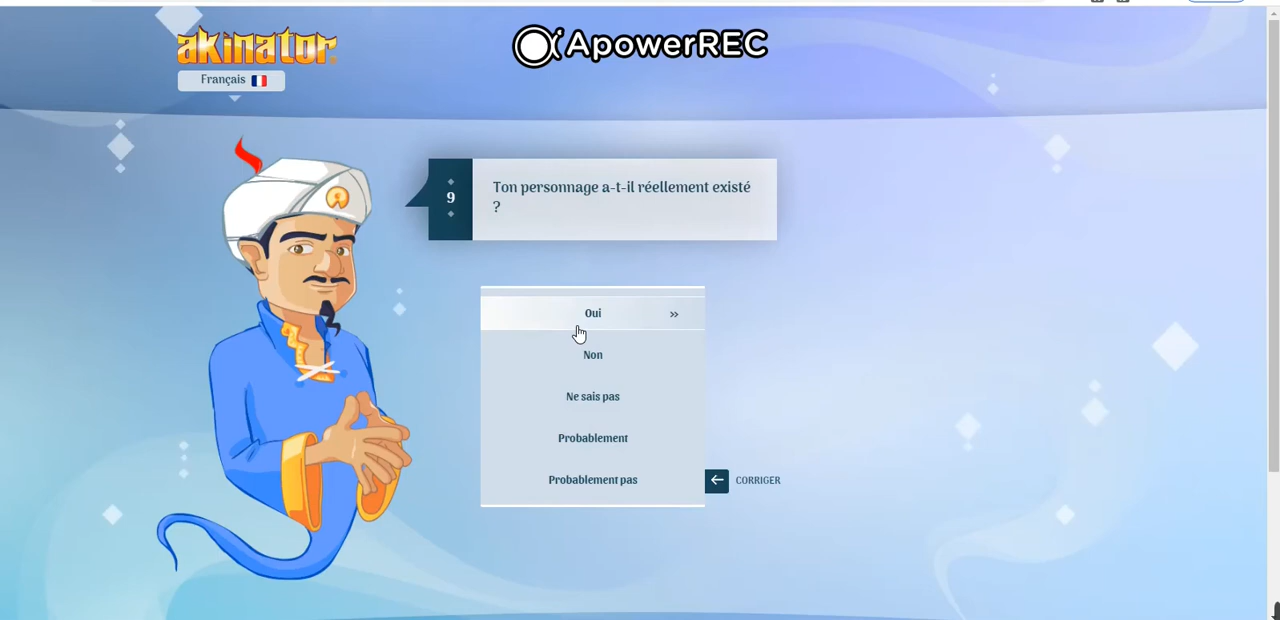 akinator
ApowerREC
Français
9
Ton personnage a-t-il réellement existé
?
Oui
Non
Ne sais pas
Probablement
Probablement pas
CORRIGER